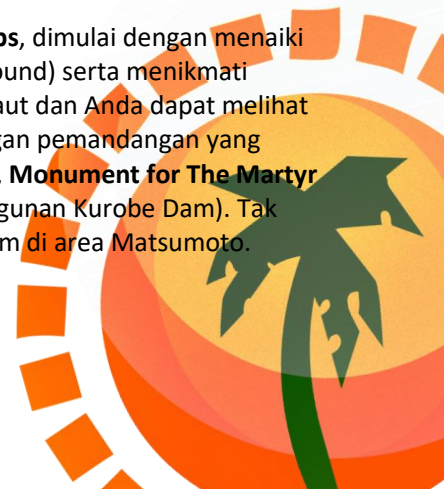 ps, dimulai dengan menaiki
ound) serta menikmati
aut dan Anda dapat melihat
gan pemandangan yang
, Monument for The Martyr
gunan Kurobe Dam). Tak
m di area Matsumoto.